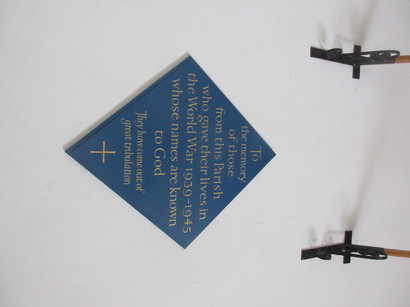 To
the memory
of those
from this Parish
who gave their lives in
the World War 1939-1945
whose names are known
to God
They have come out of
great tribulation